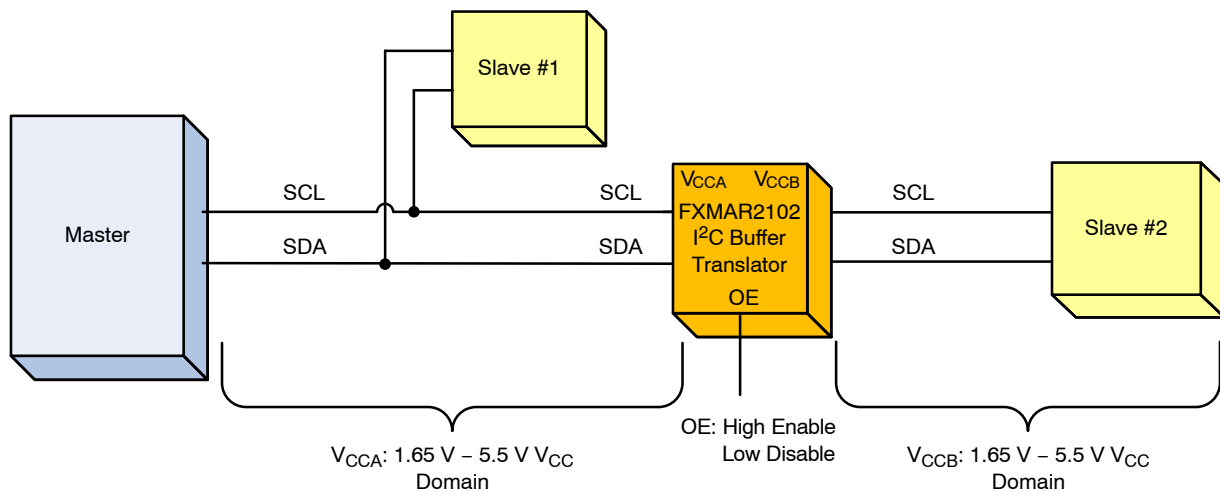 Slave #1
Master
SCL
SDA
SCL
SDA
VCCA VCCB
FXMAR2102
I²C Buffer
Translator
OE
SCL
SDA
Slave #2
OE: High Enable
Low Disable
VCCA: 1.65 V – 5.5 V VCC
Domain
VCCB: 1.65 V – 5.5 V VCC
Domain